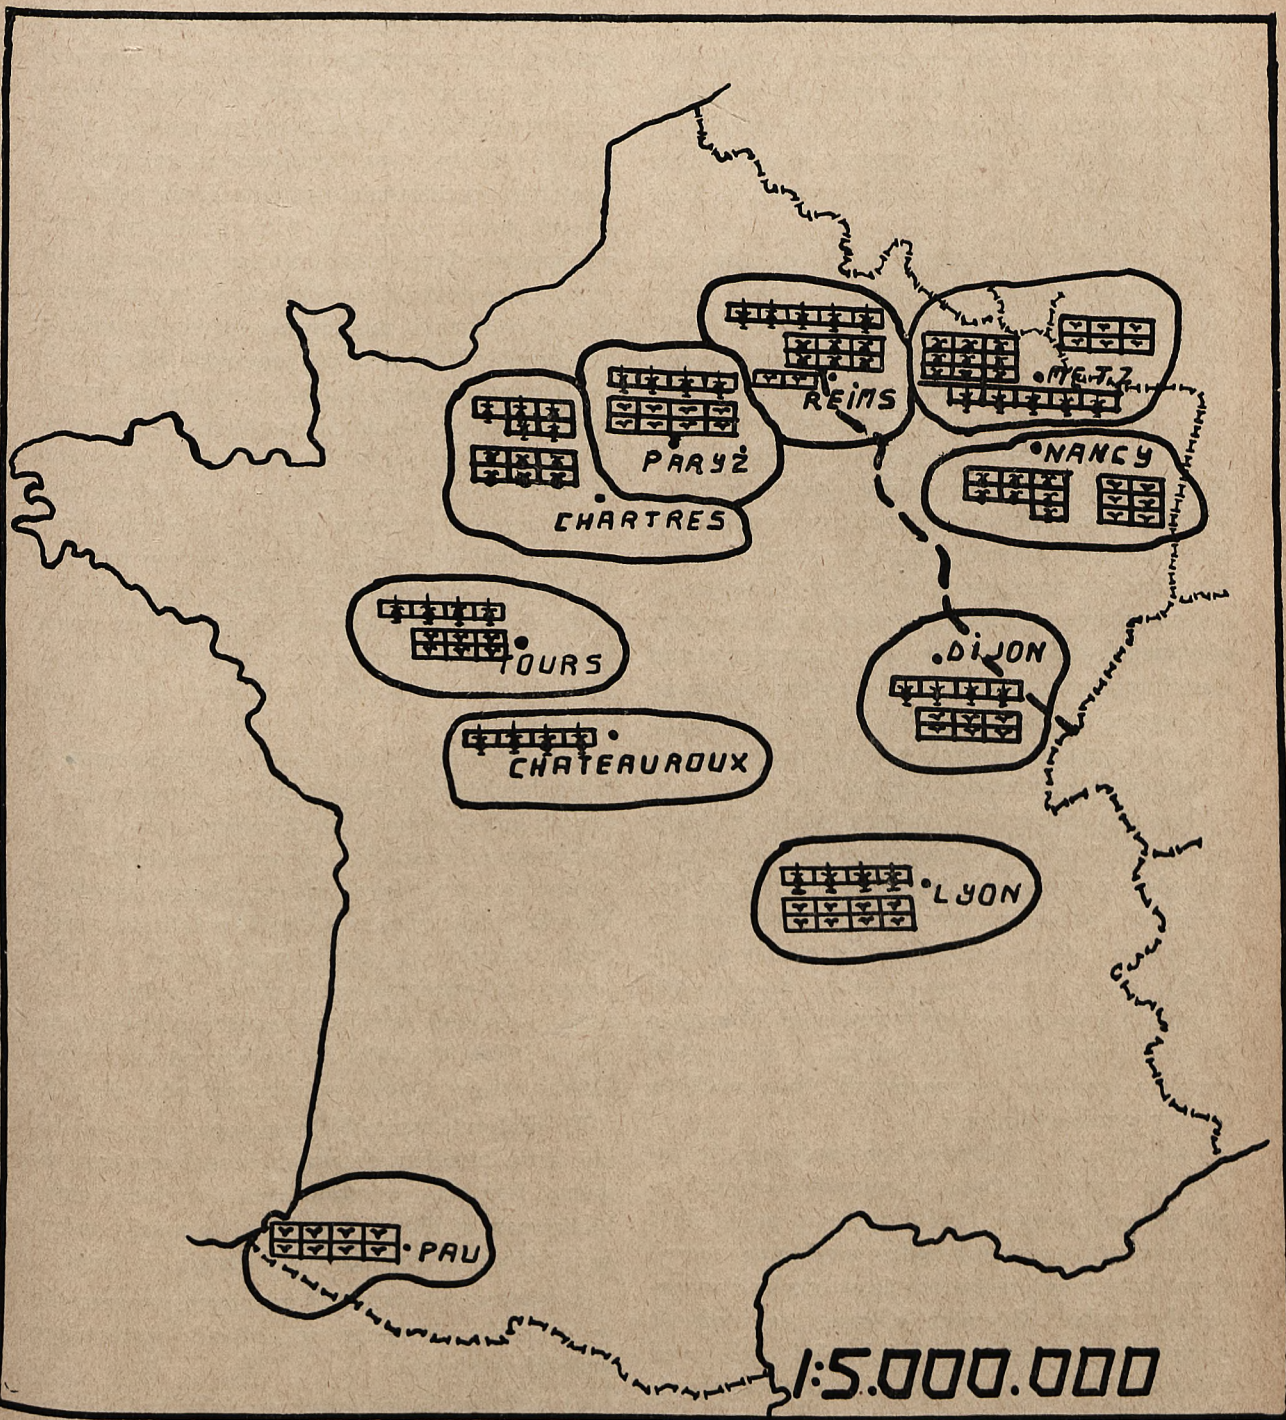 METZ
REiMS
NANCY
PARYŻ
CHARTRES
DiJON
TOURS
CHATEAUROUX
LYON
PAU
1:5.000.000